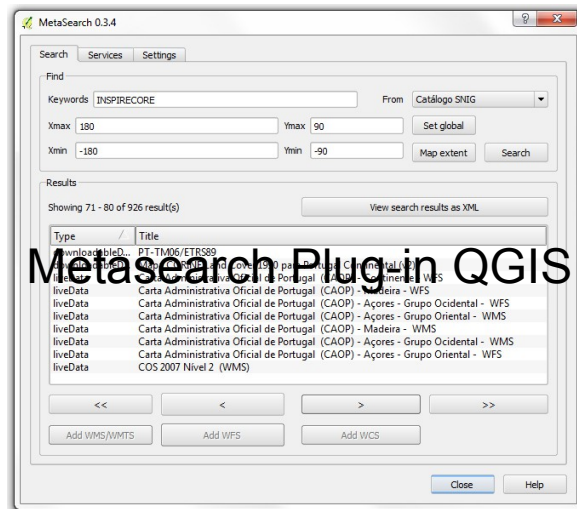 MetaSearch 0.3.4
Search Services Settings
Find
Keywords INSPIRECORE From Catálogo SNIG
Xmax 180 Ymax 90 Set global
Xmin -180 Ymin -90 Map extent Search
Results
Showing 71 - 80 of 926 result(s) View search results as XML
Type Title
downloadableD... PT-TM06/ETRS89
Metasearch Plug-in QGIS
liveData Carta Administrativa Oficial de Portugal (CAOP) - Madeira - WFS
liveData Carta Administrativa Oficial de Portugal (CAOP) - Açores - Grupo Ocidental - WFS
liveData Carta Administrativa Oficial de Portugal (CAOP) - Açores - Grupo Oriental - WMS
liveData Carta Administrativa Oficial de Portugal (CAOP) - Madeira - WMS
liveData Carta Administrativa Oficial de Portugal (CAOP) - Açores - Grupo Ocidental - WMS
liveData Carta Administrativa Oficial de Portugal (CAOP) - Açores - Grupo Oriental - WFS
liveData COS 2007 Nível 2 (WMS)
<< < > >>
Add WMS/WMTS Add WFS Add WCS
Close Help